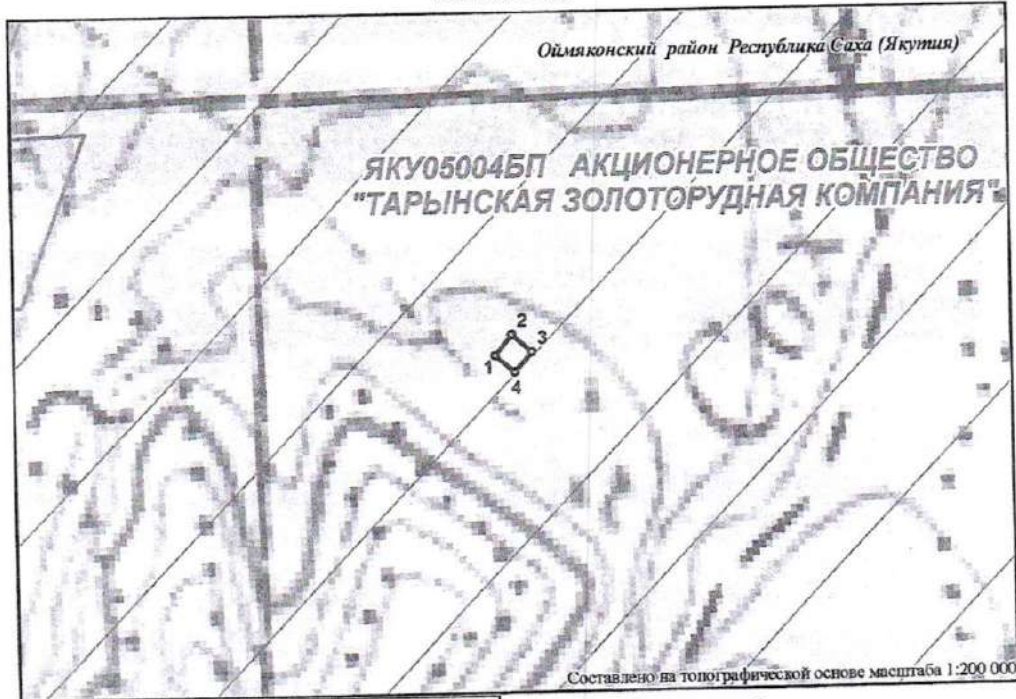 Оймяконский район Республика Саха (Якутия)
ЯКУ05004БП АКЦИОНЕРНОЕ ОБЩЕСТВО
"ТАРЫНСКАЯ ЗОЛОТОРУДНАЯ КОМПАНИЯ"
2
3
1
4
Составлено на топографической основе масштаба 1:200 000